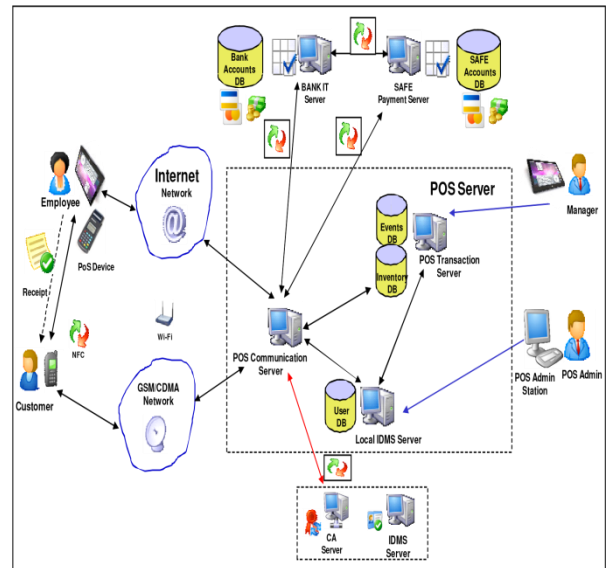 Bank
Accounts
DB
BANK IT
Server
SAFE
Payment Server
SAFE
Accounts
DB
Internet
Network
@
Employee
PoS Device
Receipt
NFC
Wi-Fi
Customer
GSM/CDMA
Network
POS Server
Events
DB
Inventory
DB
POS Transaction
Server
POS Communication
Server
User
DB
Local IDMS Server
Manager
POS Admin
Station
POS Admin
CA
Server
IDMS
Server